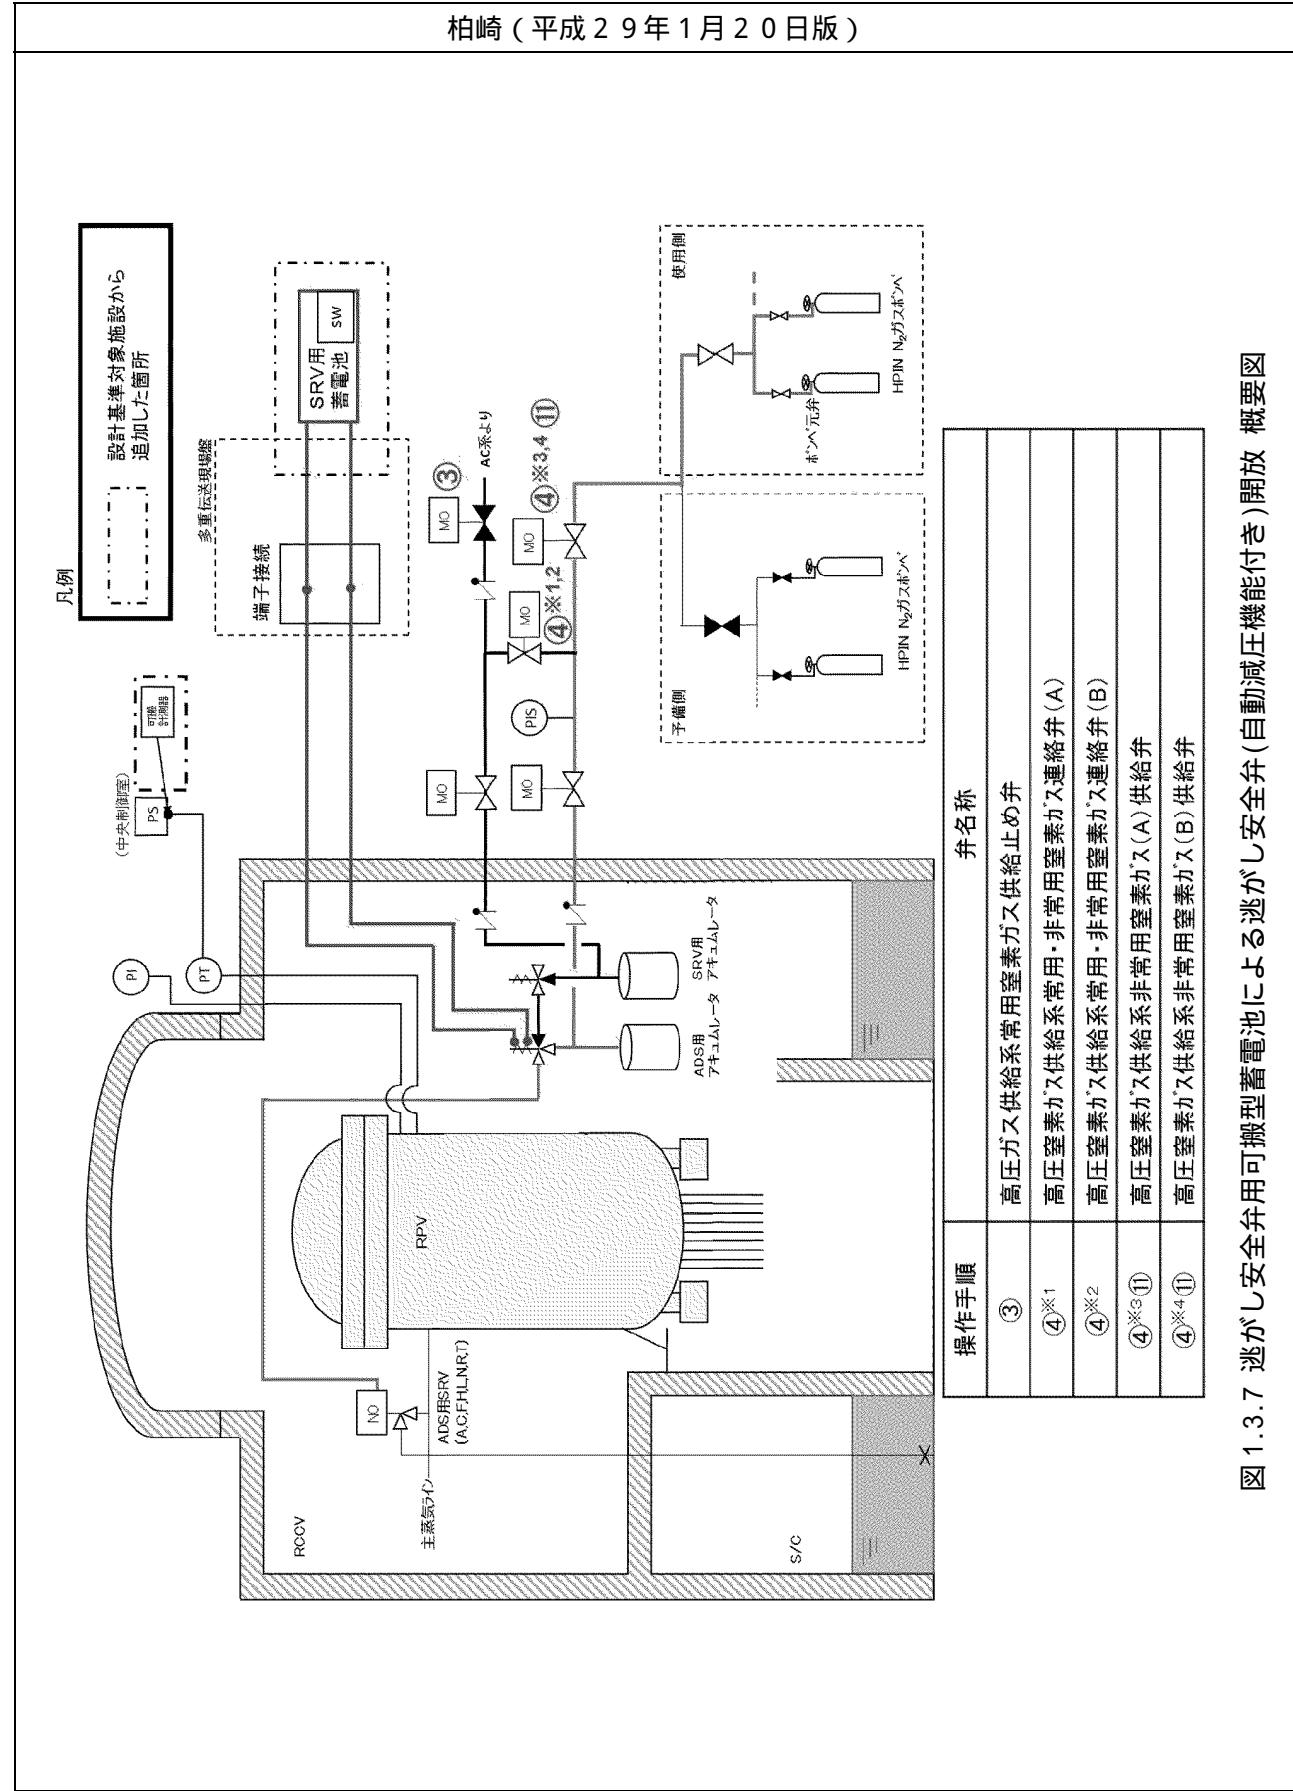 柏崎(平成29年1月20日版)
凡例
設計基準対象施設から
追加した箇所
(中央制御室)
PS
可搬
計測器
PI
PT
多重伝送現場盤
端子接続
SRV用
蓄電池
SW
MO
③
AC系より
MO
④※3,4 ⑪
MO
④※1,2
MO
MO
PIS
使用側
ボンベ元弁
HPIN N₂ガスボンベ
予備側
HPIN N₂ガスボンベ
SRV用
アキュムレータ
ADS用
アキュムレータ
RPV
NO
ADS用SRV
(A,C,F,H,L,N,R,T)
主蒸気ライン
RCCV
S/C
操作手順 弁名称
③ 高圧ガス供給系常用窒素ガス供給止め弁
④※1 高圧窒素ガス供給系常用・非常用窒素ガス連絡弁(A)
④※2 高圧窒素ガス供給系常用・非常用窒素ガス連絡弁(B)
④※3⑪ 高圧窒素ガス供給系非常用窒素ガス(A)供給弁
④※4⑪ 高圧窒素ガス供給系非常用窒素ガス(B)供給弁
図1.3.7 逃がし安全弁用可搬型蓄電池による逃がし安全弁(自動減圧機能付き)開放 概要図